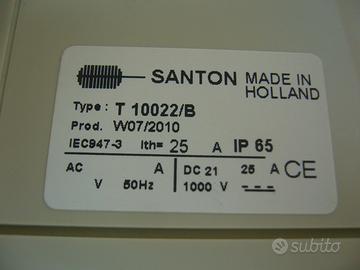 SANTON MADE IN HOLLAND
Type: T 10022/B
Prod. W07/2010
IEC947-3 Ith= 25 A IP 65
AC A DC 21 25 A CE
V 50Hz 1000 V
subito